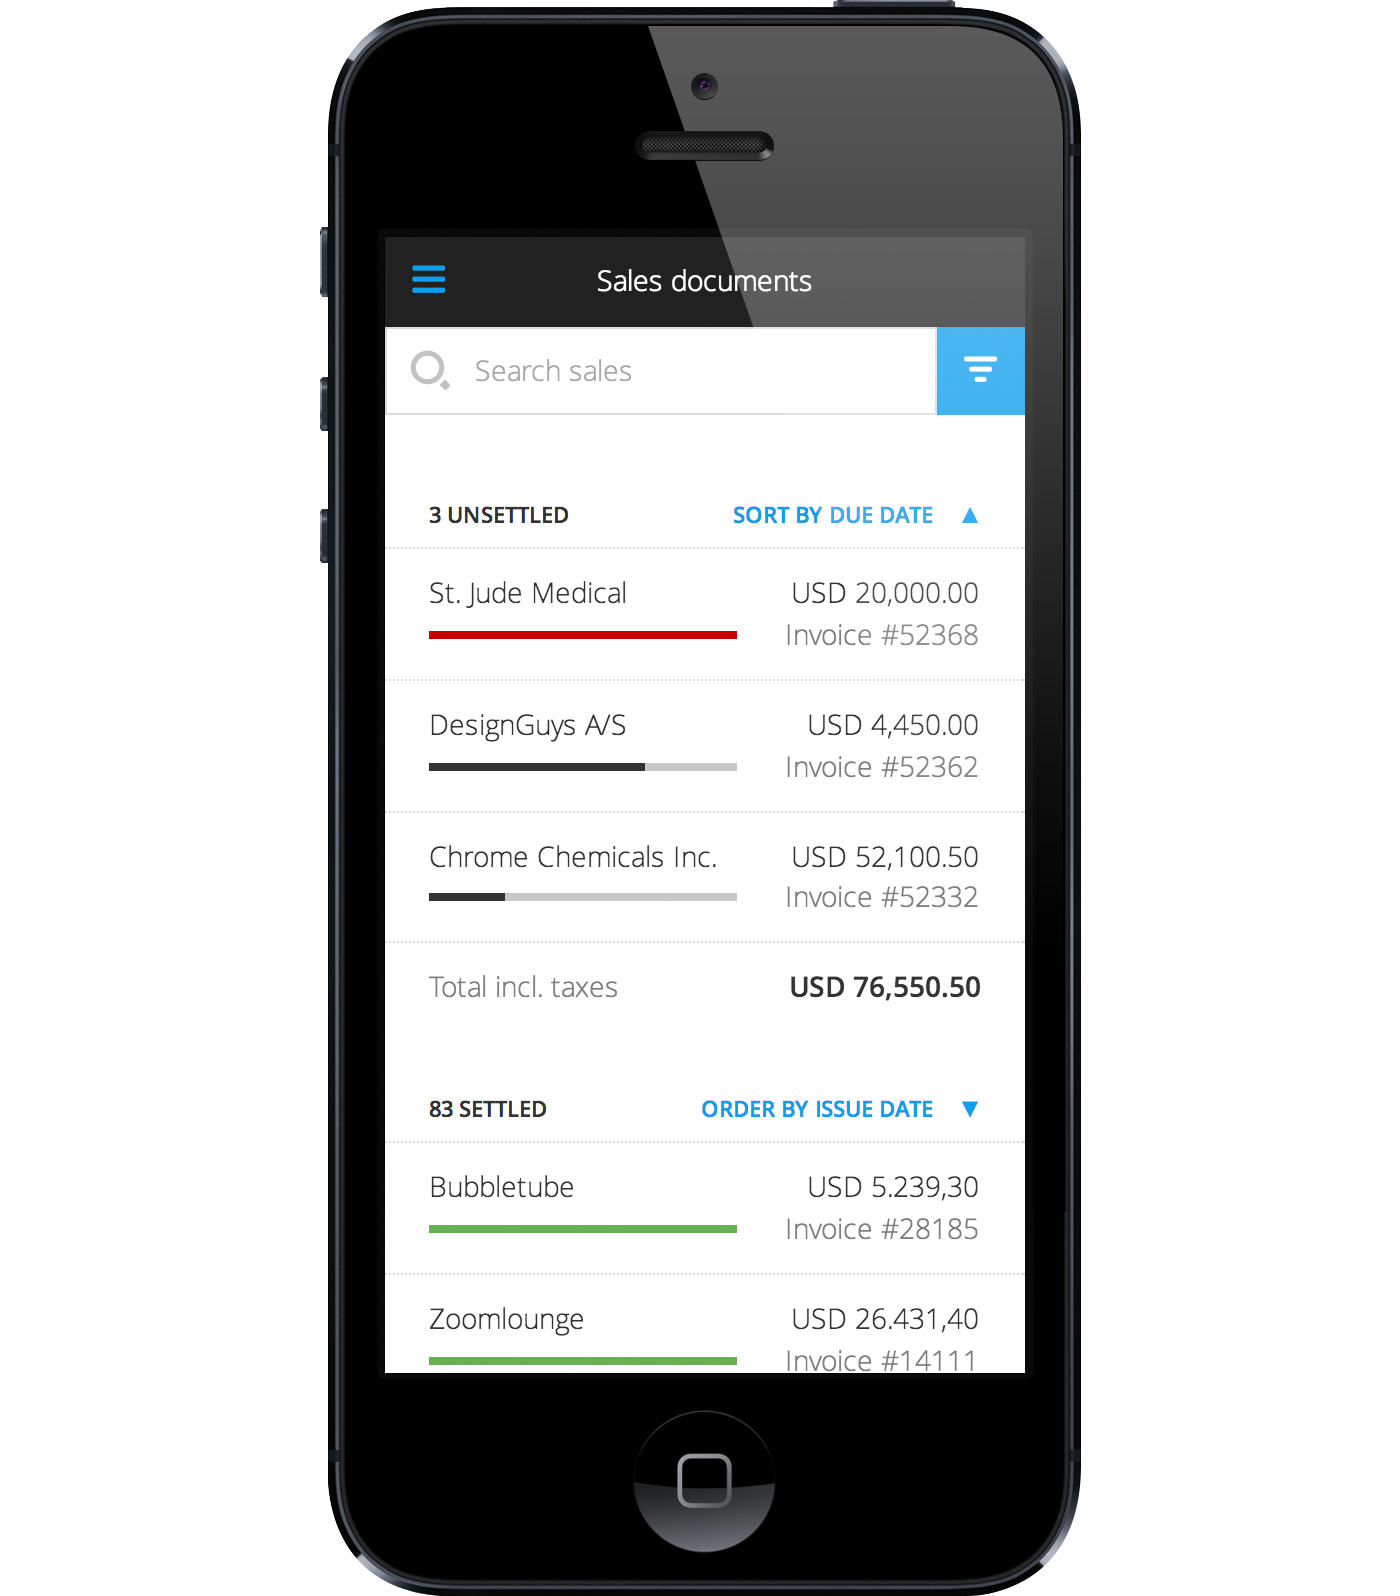 Sales documents
Search sales
3 UNSETTLED SORT BY DUE DATE ▲
St. Jude Medical USD 20,000.00
Invoice #52368
DesignGuys A/S USD 4,450.00
Invoice #52362
Chrome Chemicals Inc. USD 52,100.50
Invoice #52332
Total incl. taxes USD 76,550.50
83 SETTLED ORDER BY ISSUE DATE ▼
Bubbletube USD 5.239,30
Invoice #28185
Zoomlounge USD 26.431,40
Invoice #14111